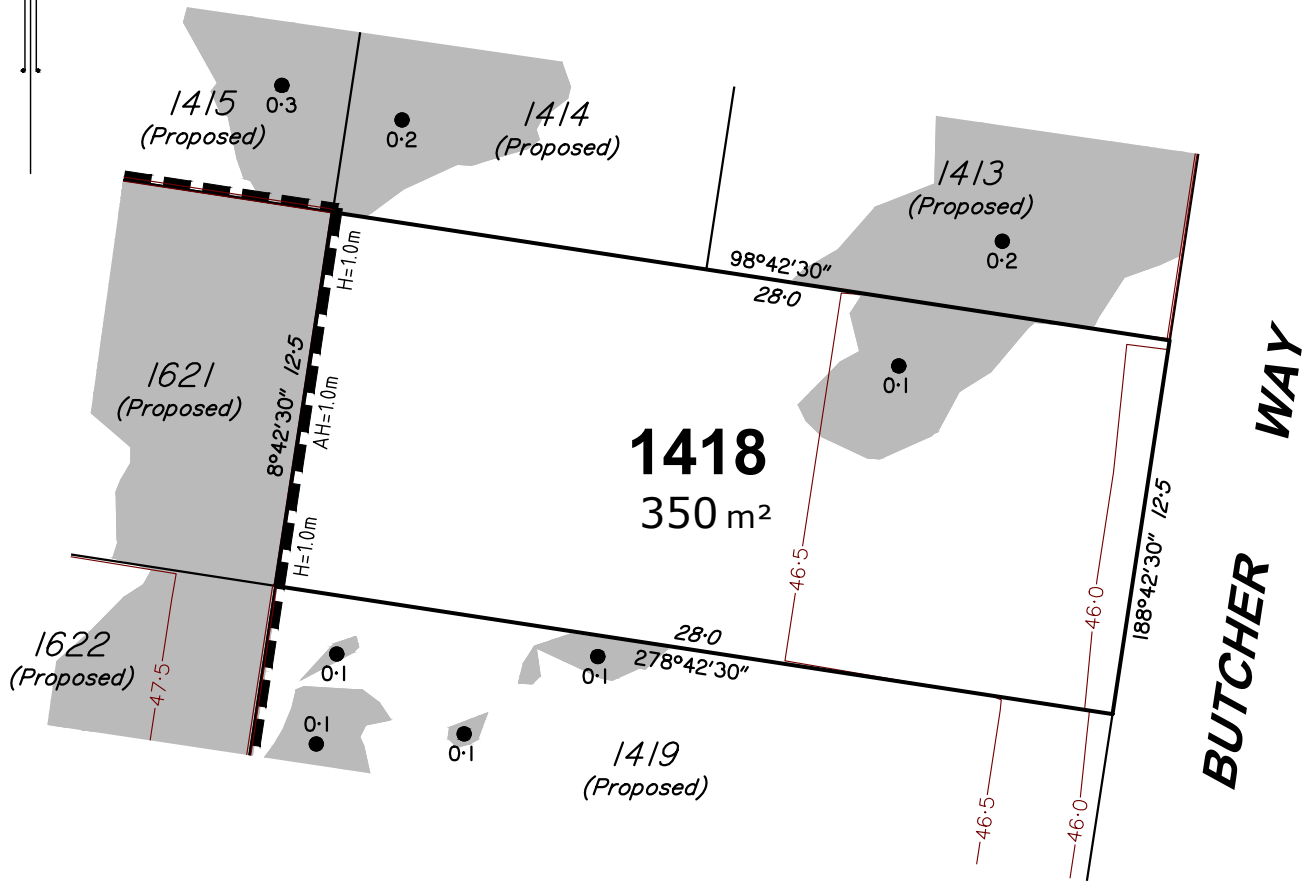 1415
(Proposed)
0·3
0·2
1414
(Proposed)
1413
(Proposed)
0·2
98°42'30"
28·0
H=1.0m
1621
(Proposed)
8°42'30" 12·5
AH=1.0m
H=1.0m
0·1
1418
350 m²
46·5
46·0
188°42'30" 12·5
BUTCHER WAY
28·0
278°42'30"
1622
(Proposed)
47·5
0·1
0·1
0·1
0·1
1419
(Proposed)
46·5
46·0